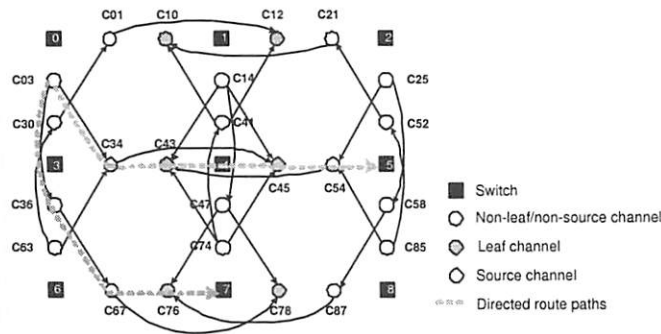 C01 C10 C12 C21
0 1 2
C03 C14 C25
C30 C41 C52
C34 C43
3 4 5
C45 C54
C36 C47 C58
C63 C74 C85
6 7 8
C67 C76 C78 C87
Switch
Non-leaf/non-source channel
Leaf channel
Source channel
Directed route paths